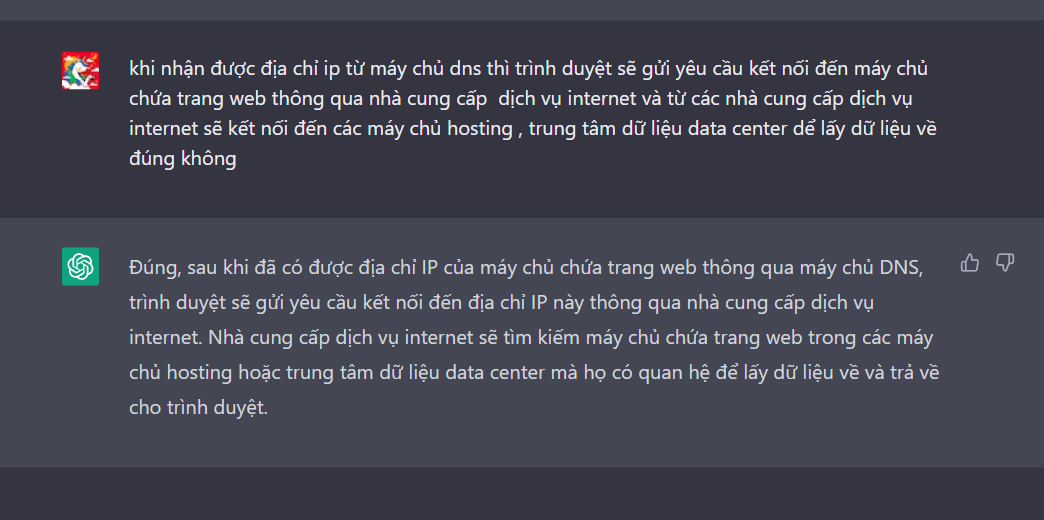 khi nhận được địa chỉ ip từ máy chủ dns thì trình duyệt sẽ gửi yêu cầu kết nối đến máy chủ
chứa trang web thông qua nhà cung cấp  dịch vụ internet và từ các nhà cung cấp dịch vụ
internet sẽ kết nối đến các máy chủ hosting , trung tâm dữ liệu data center dể lấy dữ liệu về
đúng không
Đúng, sau khi đã có được địa chỉ IP của máy chủ chứa trang web thông qua máy chủ DNS,
trình duyệt sẽ gửi yêu cầu kết nối đến địa chỉ IP này thông qua nhà cung cấp dịch vụ
internet. Nhà cung cấp dịch vụ internet sẽ tìm kiếm máy chủ chứa trang web trong các máy
chủ hosting hoặc trung tâm dữ liệu data center mà họ có quan hệ để lấy dữ liệu về và trả về
cho trình duyệt.